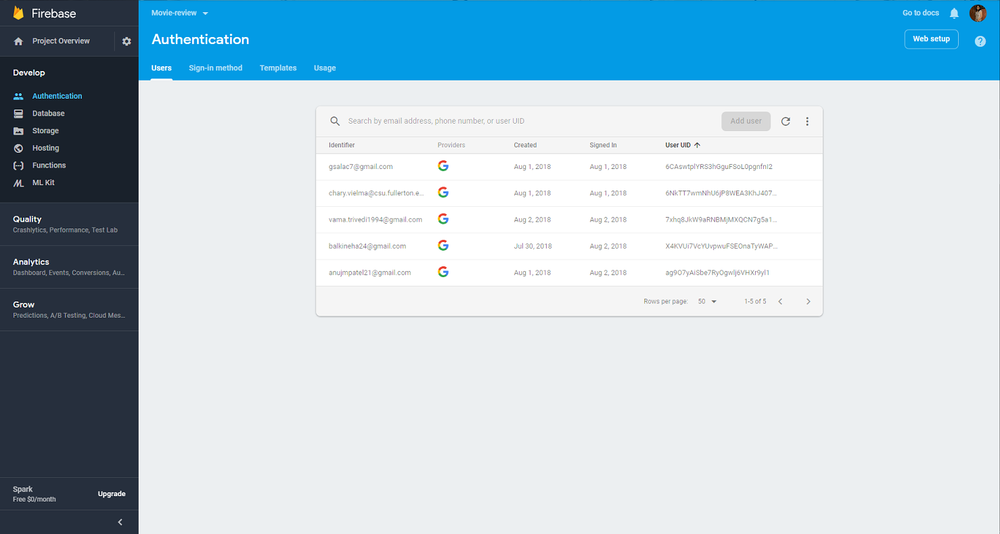 Firebase
Project Overview
Develop
Authentication
Database
Storage
Hosting
Functions
ML Kit
Quality
Crashlytics, Performance, Test Lab
Analytics
Dashboard, Events, Conversions, Au...
Grow
Predictions, A/B Testing, Cloud Mes...
Spark
Free $0/month
Upgrade
Movie-review
Go to docs
Authentication
Web setup
Users Sign-in method Templates Usage
Search by email address, phone number, or user UID Add user
Identifier Providers Created Signed In User UID
gsalac7@gmail.com Aug 1, 2018 Aug 1, 2018 6CAswtplYRS3hGguFSoL0pgnfnI2
chary.vielma@csu.fullerton.e... Aug 1, 2018 Aug 1, 2018 6NkTT7wmNhU6jP8WEA3KhJ407...
vama.trivedi1994@gmail.com Aug 2, 2018 Aug 2, 2018 7xhq8JkW9aRNBMjMXQCN7g5a1...
balkineha24@gmail.com Jul 30, 2018 Aug 2, 2018 X4KVUi7VcYUvpwuFSEOnaTyWAP...
anujmpatel21@gmail.com Aug 1, 2018 Aug 2, 2018 ag9O7yAiSbe7RyOgwlj6VHXr9yl1
Rows per page: 50 1-5 of 5